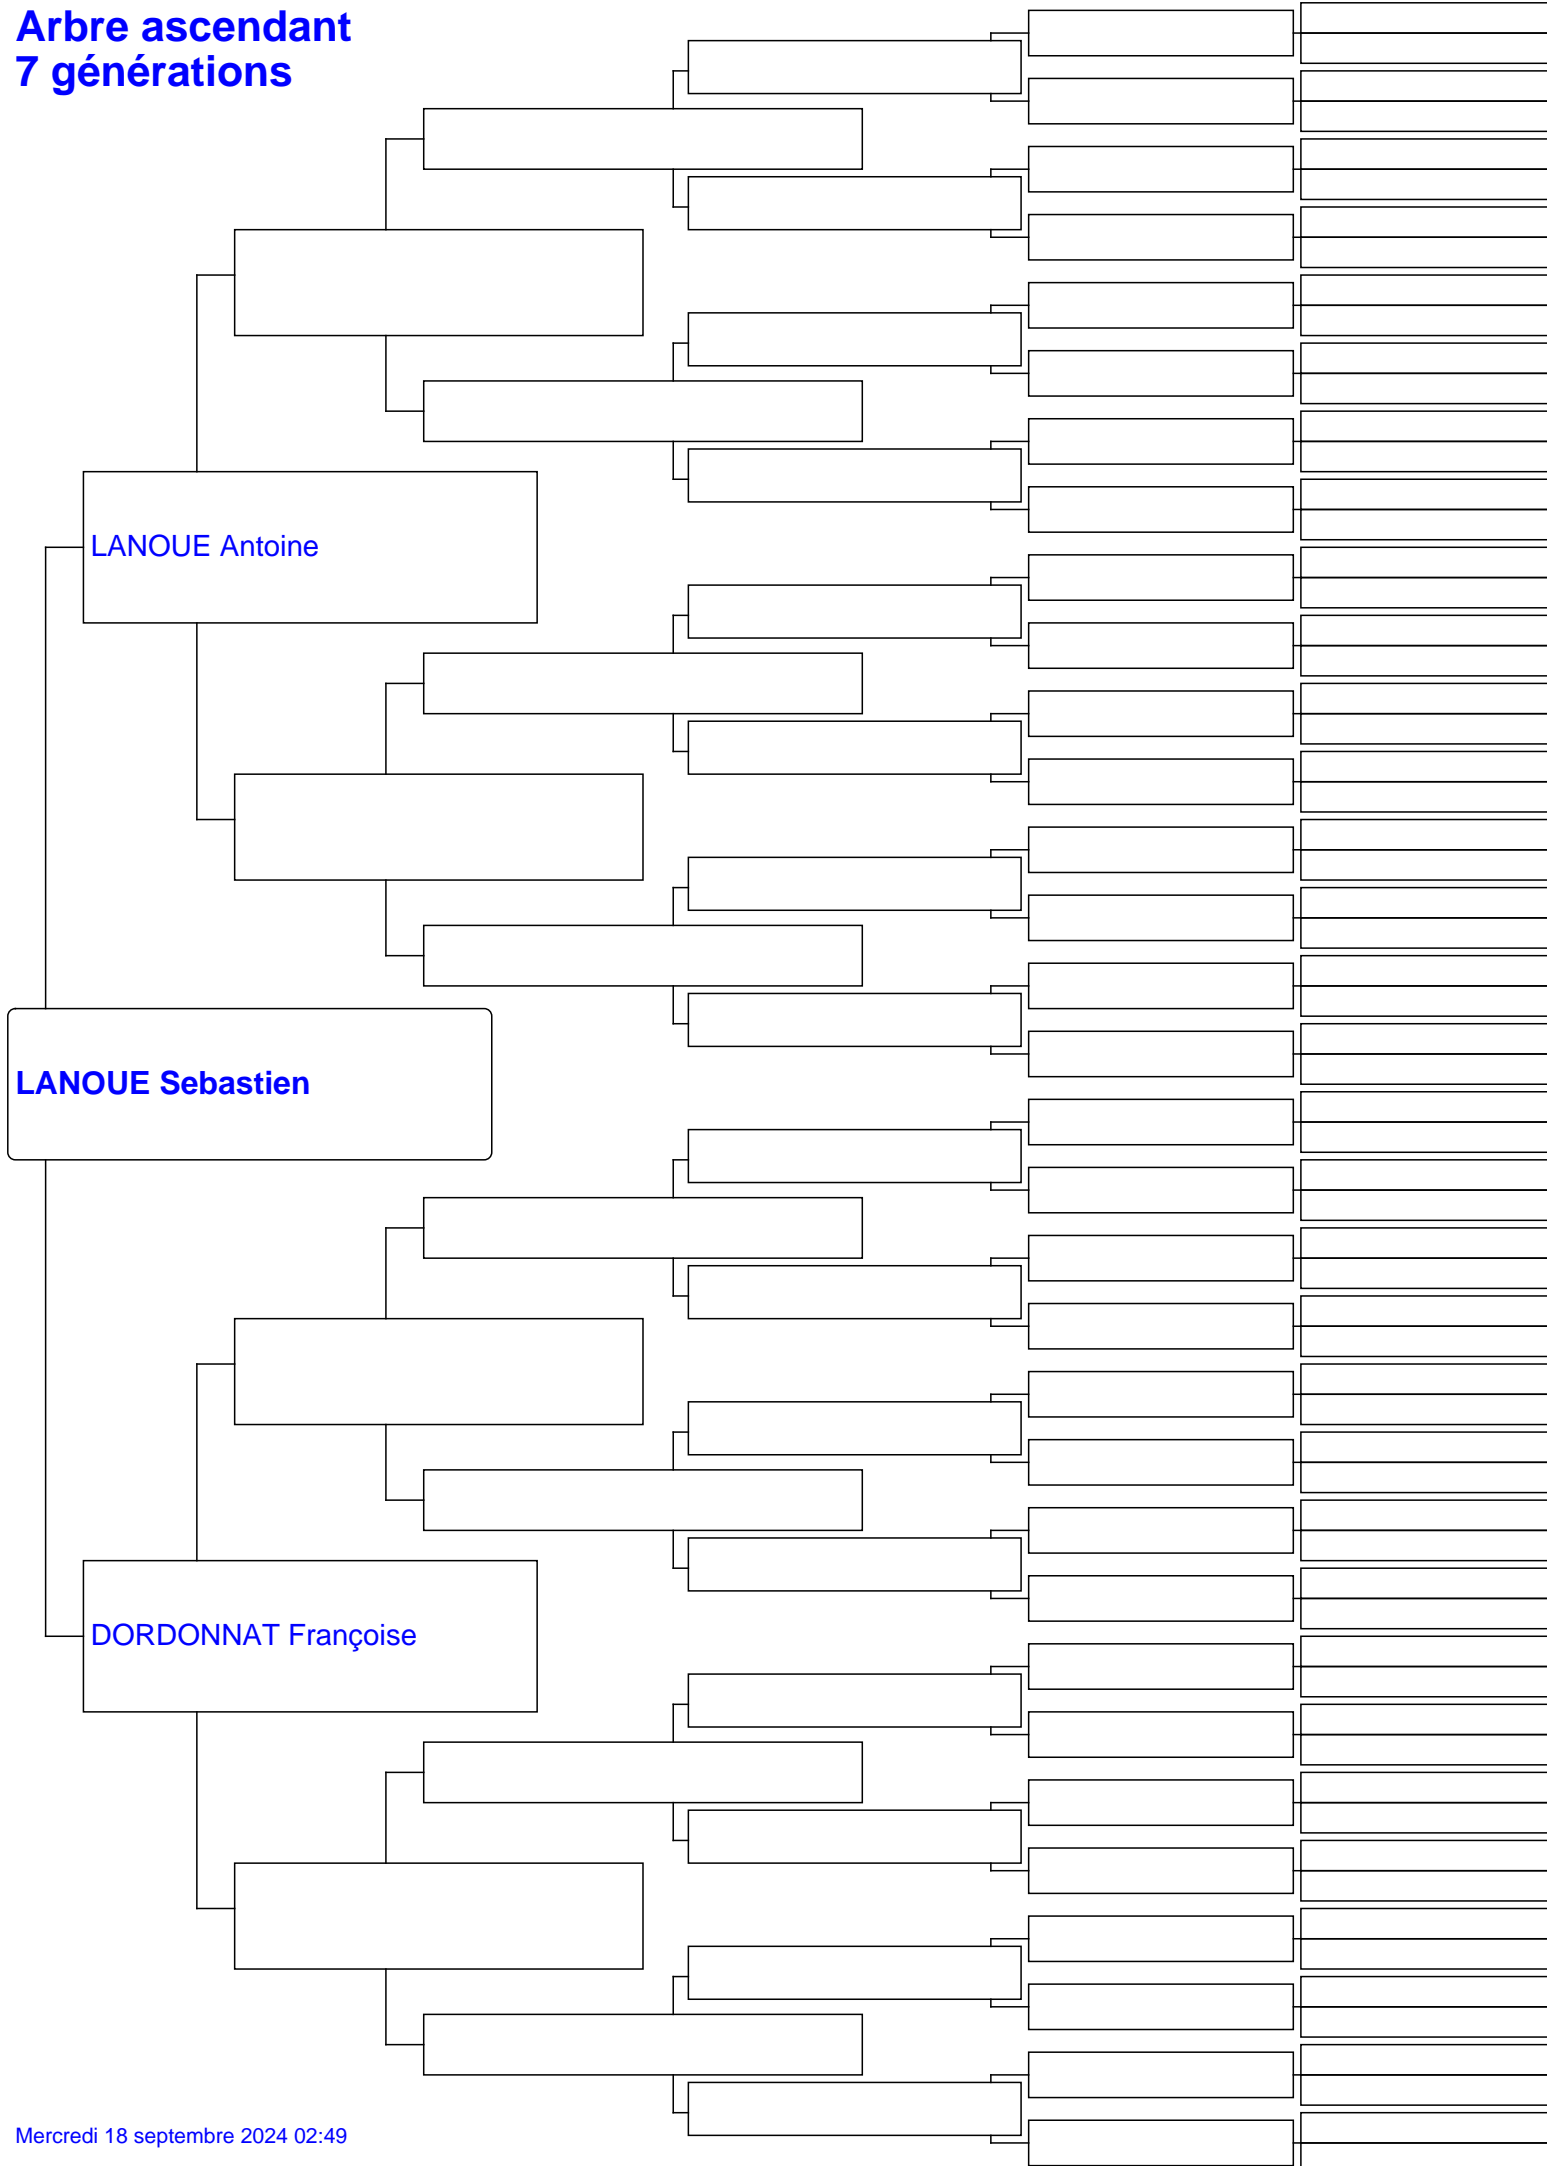 Arbre ascendant
7 générations
LANOUE Antoine
LANOUE Sebastien
DORDONNAT Françoise
Mercredi 18 septembre 2024 02:49